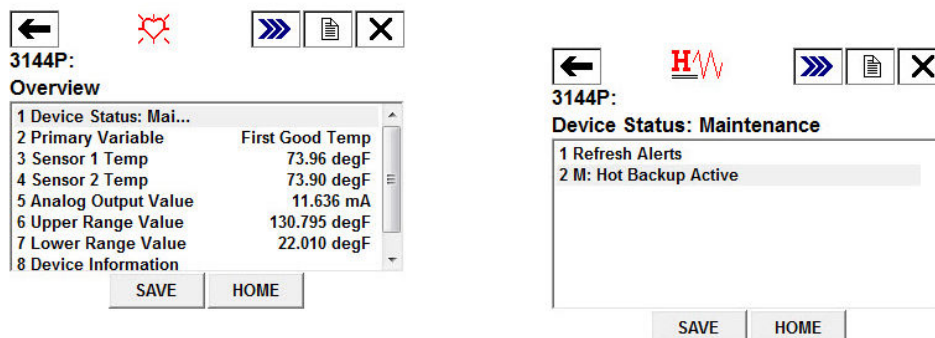 3144P:
Overview
1 Device Status: Mai...
2 Primary Variable First Good Temp
3 Sensor 1 Temp 73.96 degF
4 Sensor 2 Temp 73.90 degF
5 Analog Output Value 11.636 mA
6 Upper Range Value 130.795 degF
7 Lower Range Value 22.010 degF
8 Device Information
SAVE HOME
H
3144P:
Device Status: Maintenance
1 Refresh Alerts
2 M: Hot Backup Active
SAVE HOME